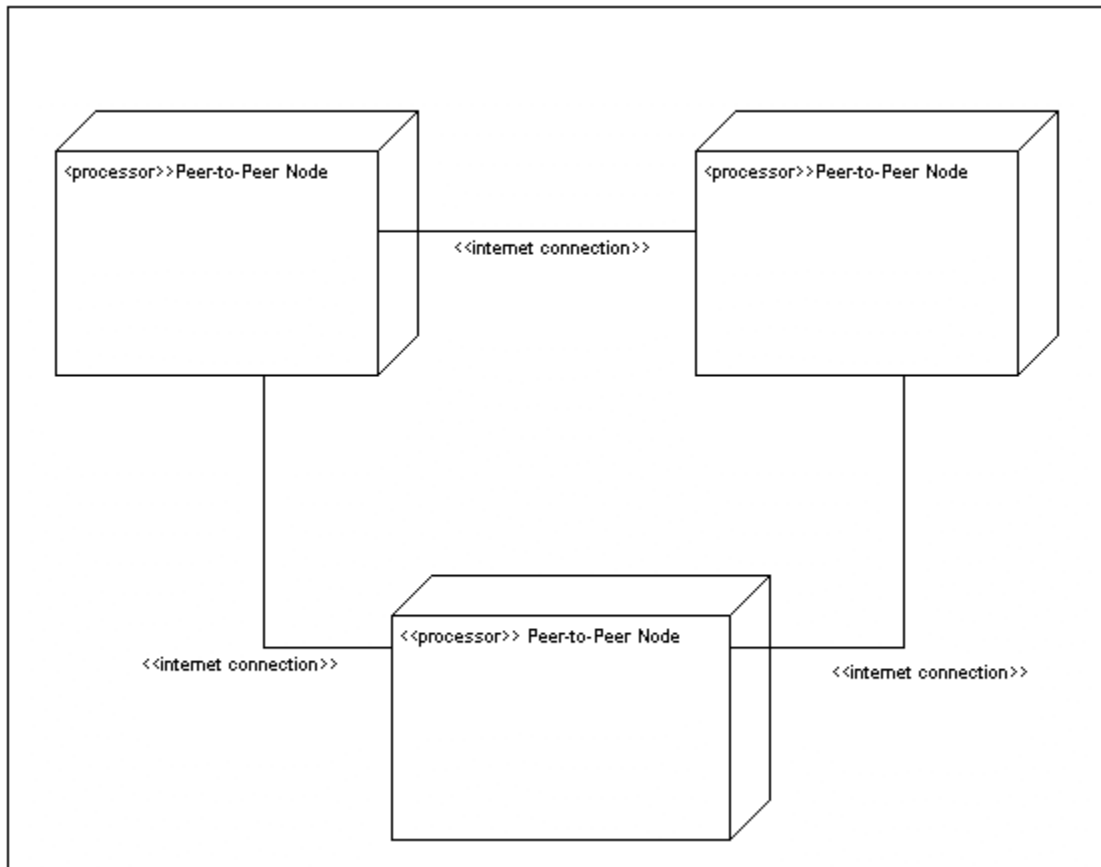 <processor>>Peer-to-Peer Node
<processor>>Peer-to-Peer Node
<<internet connection>>
<<processor>> Peer-to-Peer Node
<<internet connection>>
<<internet connection>>